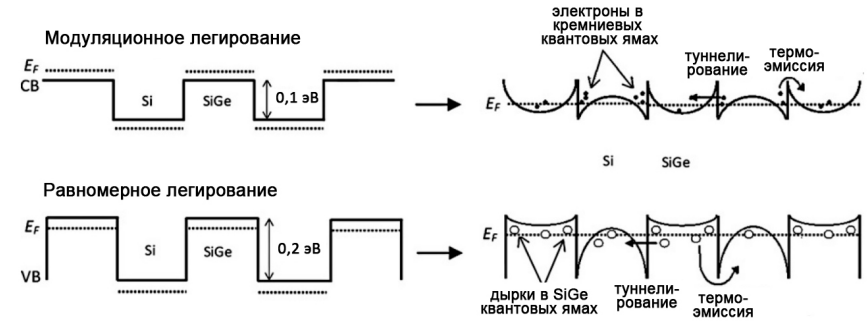 Модуляционное легирование
E_F
CB
Si
SiGe
0,1 эВ
электроны в
кремниевых
квантовых ямах
туннели-
рование
термо-
эмиссия
E_F
Si
SiGe
Равномерное легирование
E_F
VB
Si
SiGe
0,2 эВ
E_F
дырки в SiGe
квантовых ямах
туннели-
рование
термо-
эмиссия